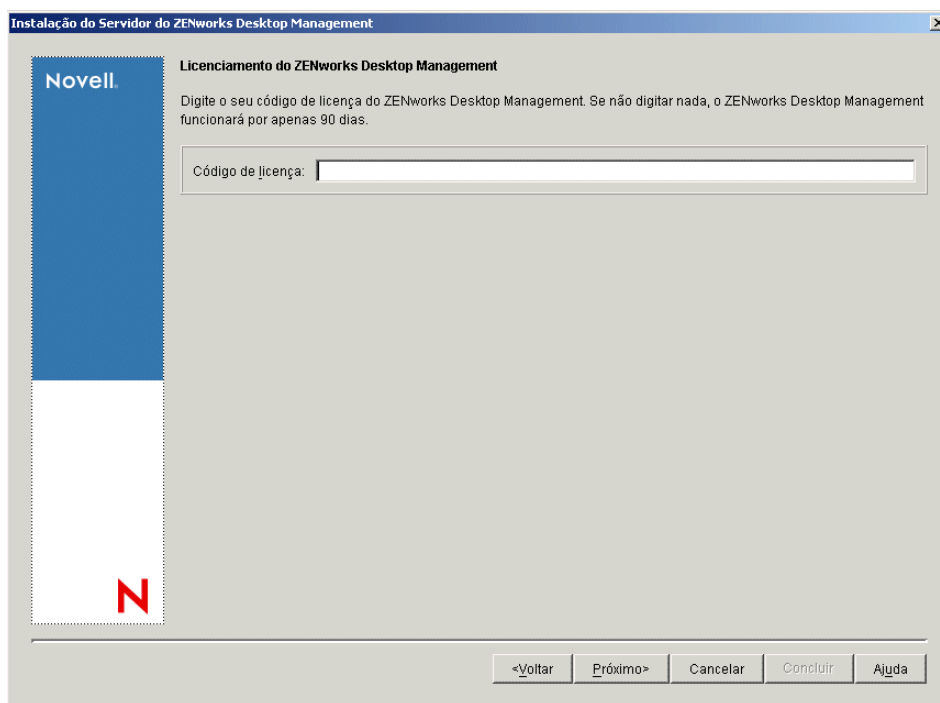 Instalação do Servidor do ZENworks Desktop Management
Novell.
Licenciamento do ZENworks Desktop Management
Digite o seu código de licença do ZENworks Desktop Management. Se não digitar nada, o ZENworks Desktop Management
funcionará por apenas 90 dias.
Código de licença:
N
<Voltar Próximo> Cancelar Concluir Ajuda